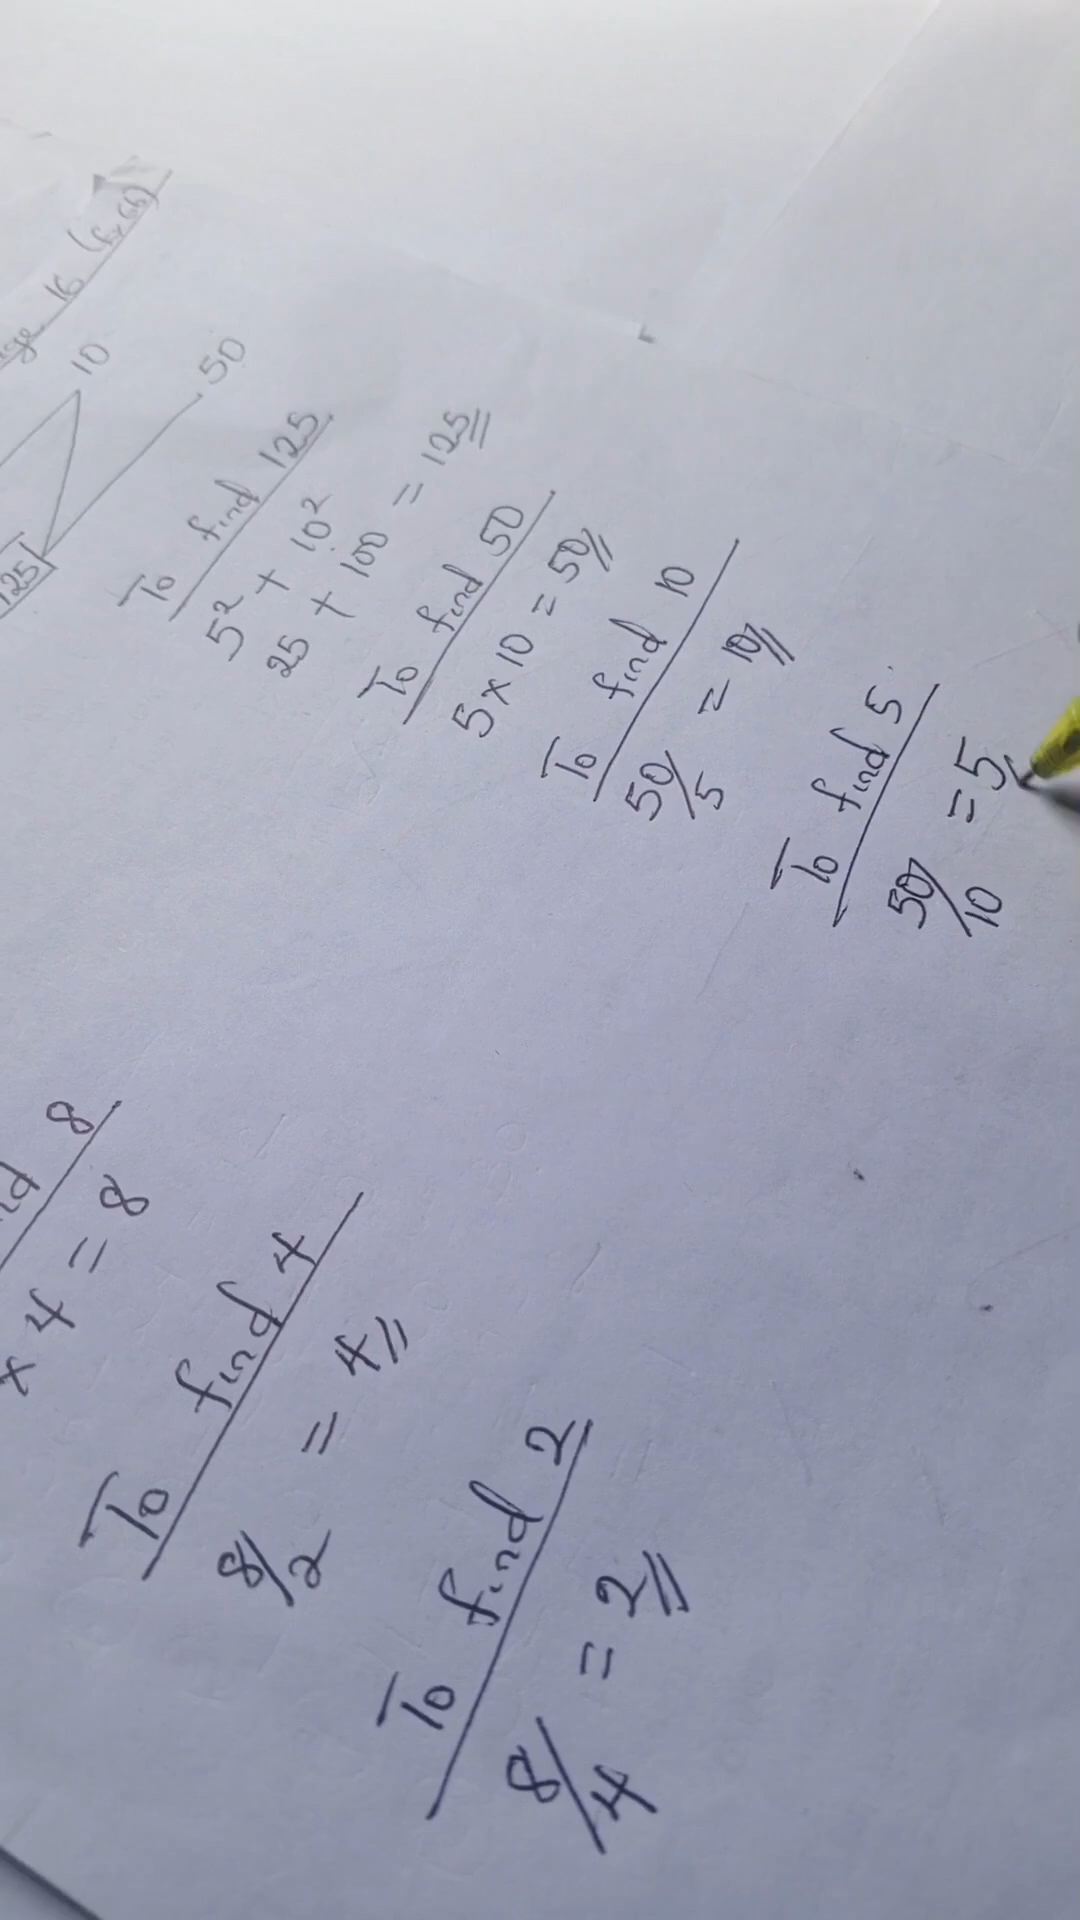 16
10
50
125
To find 125
5² + 10²
25 + 100 = 125
To find 50
5 x 10 = 50
To find 10
50/5 = 10
To find 5
50/10 = 5
8
x 4 = 8
To find 4
8/2 = 4
To find 2
8/4 = 2